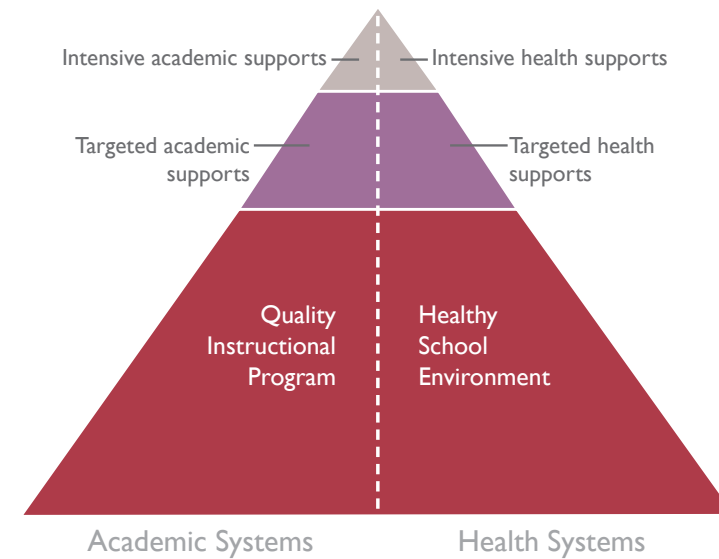 Intensive academic supports
Intensive health supports
Targeted academic
supports
Targeted health
supports
Quality
Instructional
Program
Healthy
School
Environment
Academic Systems
Health Systems